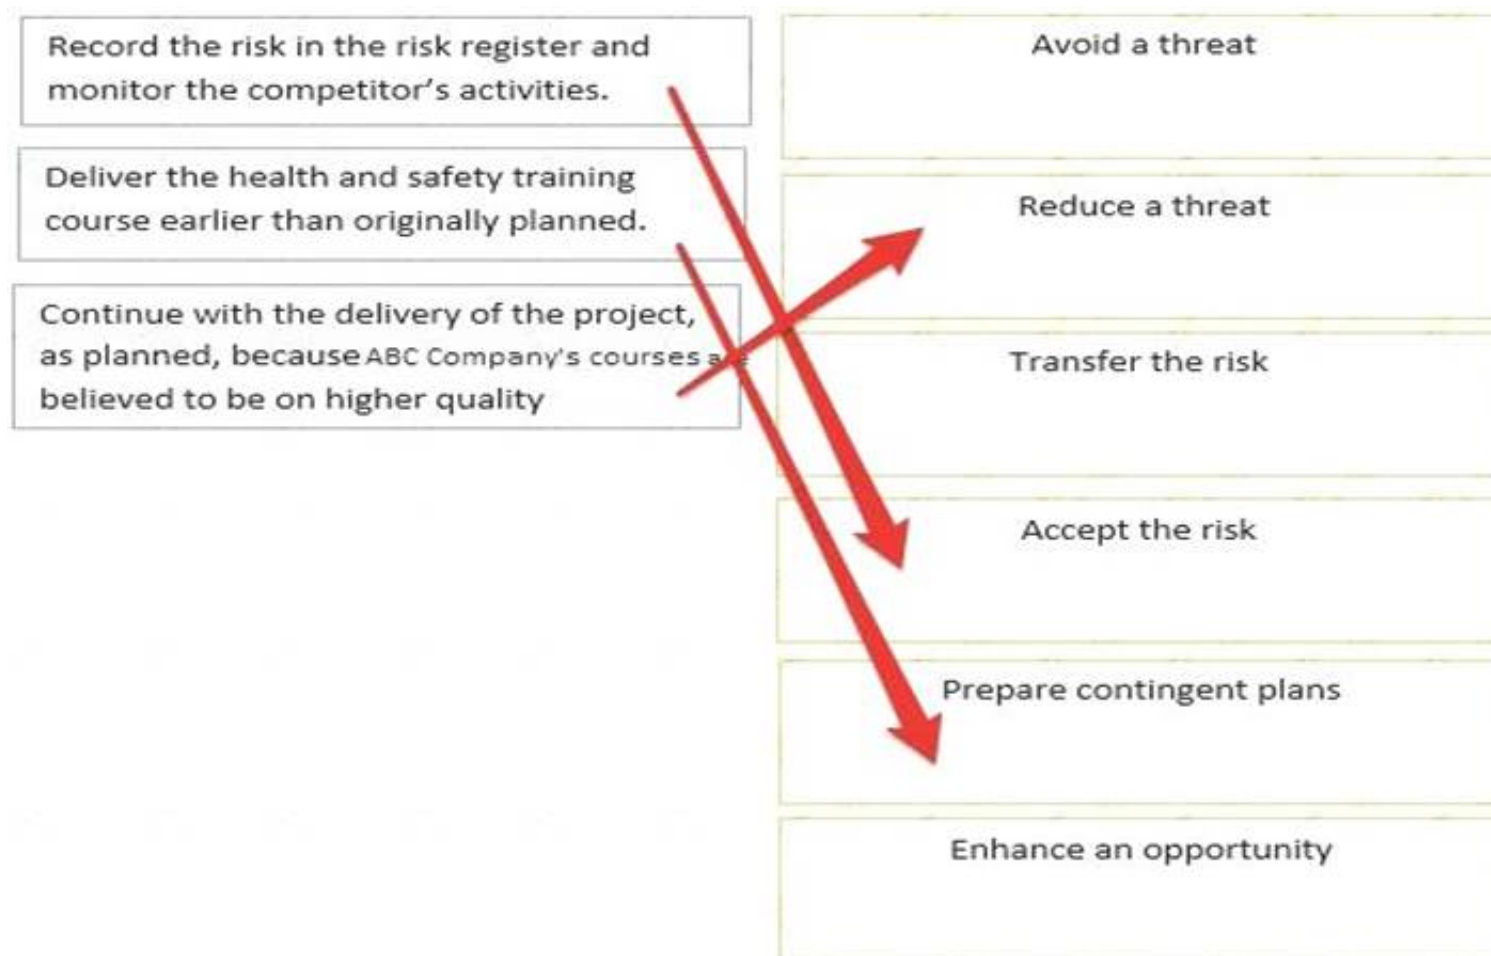 Record the risk in the risk register and
monitor the competitor's activities.
Deliver the health and safety training
course earlier than originally planned.
Continue with the delivery of the project,
as planned, because ABC Company's courses are
believed to be on higher quality
Avoid a threat
Reduce a threat
Transfer the risk
Accept the risk
Prepare contingent plans
Enhance an opportunity